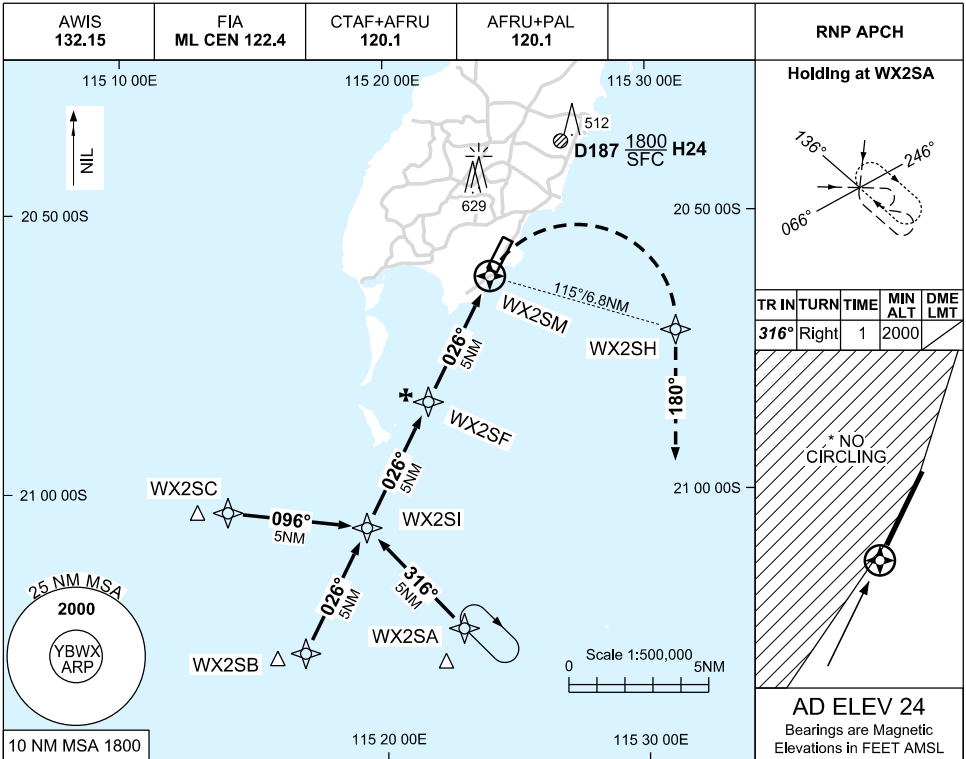 AWIS
132.15
FIA
ML CEN 122.4
CTAF+AFRU
120.1
AFRU+PAL
120.1
RNP APCH
115 10 00E
115 20 00E
115 30 00E
NIL
512
D187 1800 H24
SFC
629
20 50 00S
20 50 00S
WX2SM
115°/6.8NM
WX2SH
026°
5NM
180°
WX2SF
026°
5NM
21 00 00S
21 00 00S
WX2SC
096°
5NM
WX2SI
026°
5NM
316°
5NM
WX2SA
WX2SB
25 NM MSA
2000
YBWX
ARP
10 NM MSA 1800
Scale 1:500,000
0
5NM
115 20 00E
115 30 00E
Holding at WX2SA
136°
246°
066°
TR IN TURN TIME MIN ALT DME LMT
316° Right 1 2000
* NO
CIRCLING
AD ELEV 24
Bearings are Magnetic
Elevations in FEET AMSL